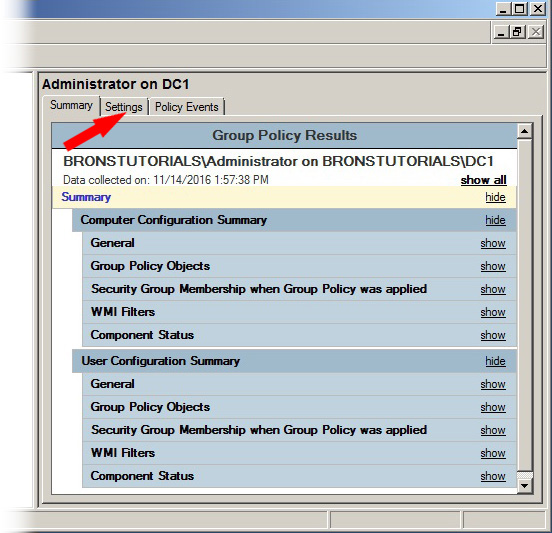 Administrator on DC1
Summary Settings Policy Events
Group Policy Results
BRONSTUTORIALS\Administrator on BRONSTUTORIALS\DC1
Data collected on: 11/14/2016 1:57:38 PM show all
Summary hide
Computer Configuration Summary hide
General show
Group Policy Objects show
Security Group Membership when Group Policy was applied show
WMI Filters show
Component Status show
User Configuration Summary hide
General show
Group Policy Objects show
Security Group Membership when Group Policy was applied show
WMI Filters show
Component Status show